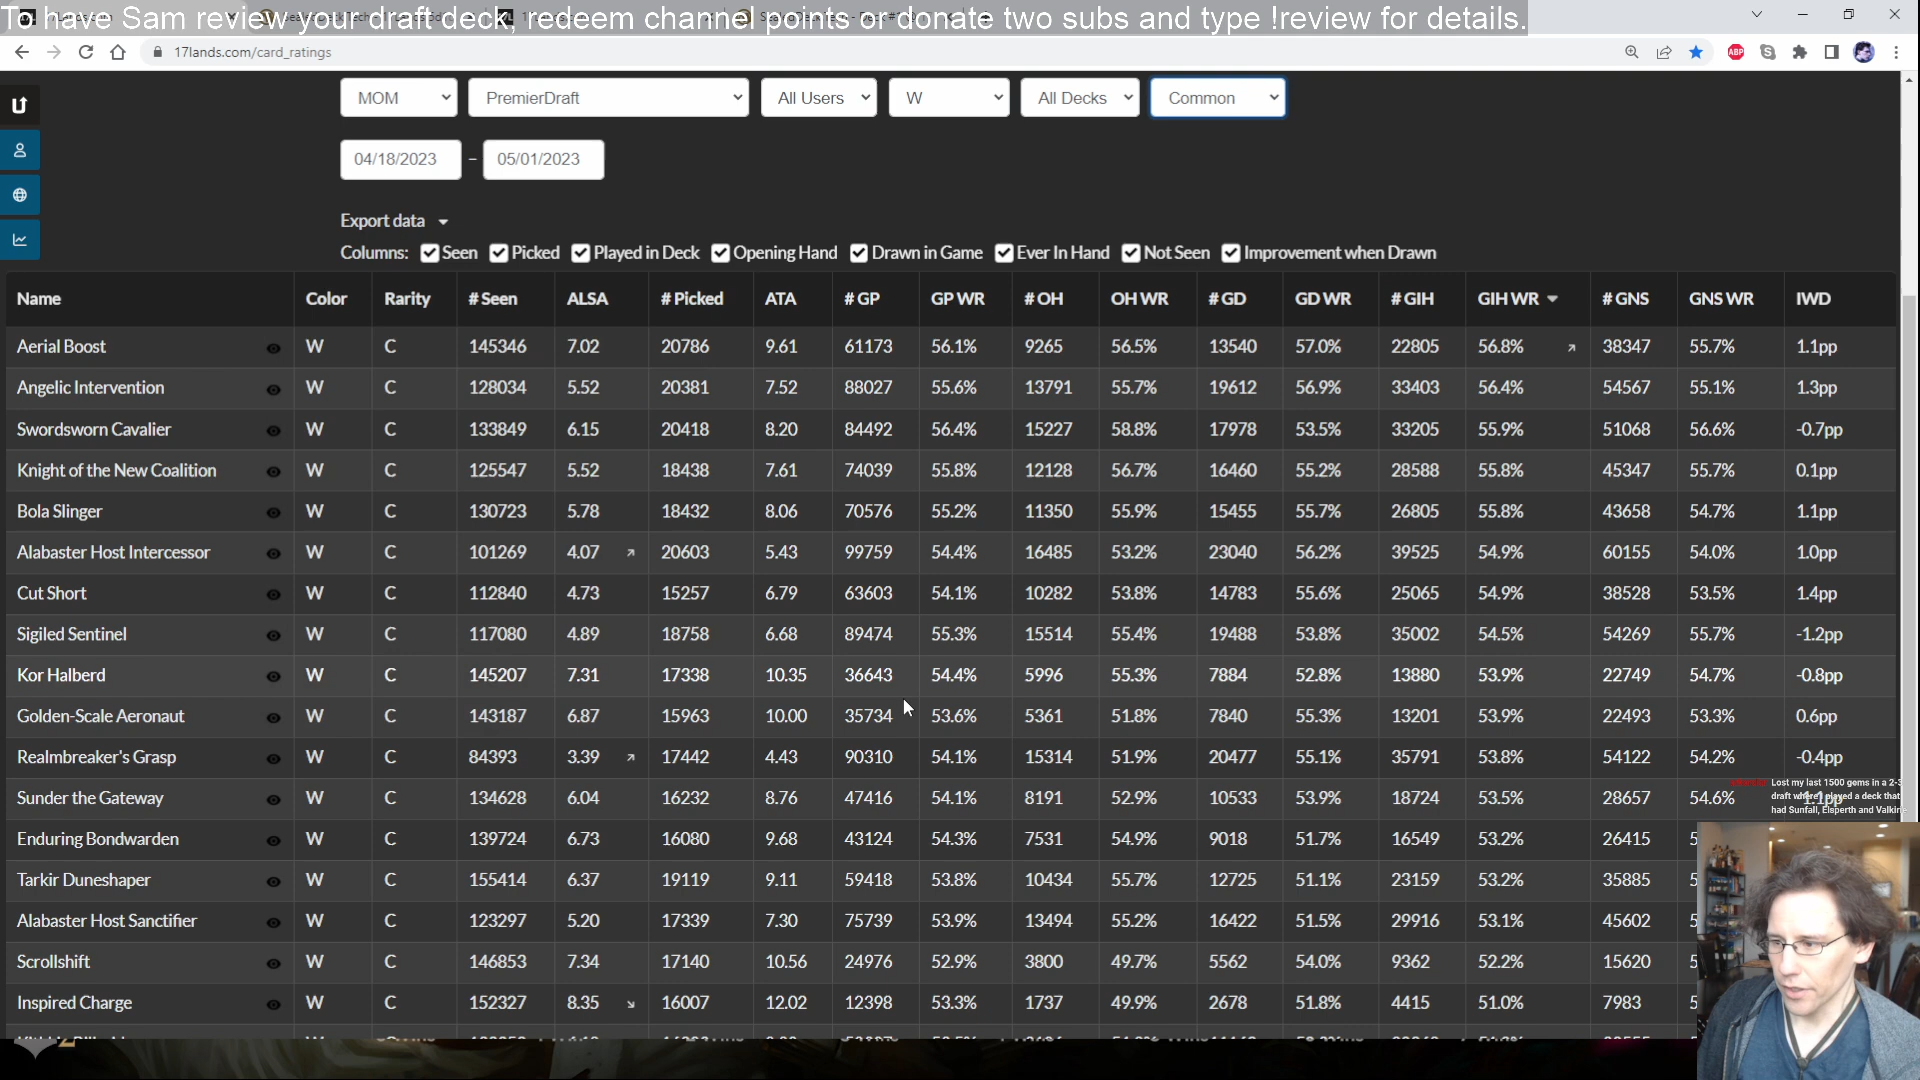 To have Sam review your draft deck, redeem channel points or donate two subs and type !review for details.
17lands.com/card_ratings
MOM PremierDraft All Users W All Decks Common
04/18/2023 – 05/01/2023
Export data
Columns: Seen Picked Played in Deck Opening Hand Drawn in Game Ever In Hand Not Seen Improvement when Drawn
Name Color Rarity # Seen ALSA # Picked ATA # GP GP WR # OH OH WR # GD GD WR # GIH GIH WR # GNS GNS WR IWD
Aerial Boost W C 145346 7.02 20786 9.61 61173 56.1% 9265 56.5% 13540 57.0% 22805 56.8% 38347 55.7% 1.1pp
Angelic Intervention W C 128034 5.52 20381 7.52 88027 55.6% 13791 55.7% 19612 56.9% 33403 56.4% 54567 55.1% 1.3pp
Swordsworn Cavalier W C 133849 6.15 20418 8.20 84492 56.4% 15227 58.8% 17978 53.5% 33205 55.9% 51068 56.6% -0.7pp
Knight of the New Coalition W C 125547 5.52 18438 7.61 74039 55.8% 12128 56.7% 16460 55.2% 28588 55.8% 45347 55.7% 0.1pp
Bola Slinger W C 130723 5.78 18432 8.06 70576 55.2% 11350 55.9% 15455 55.7% 26805 55.8% 43658 54.7% 1.1pp
Alabaster Host Intercessor W C 101269 4.07 20603 5.43 99759 54.4% 16485 53.2% 23040 56.2% 39525 54.9% 60155 54.0% 1.0pp
Cut Short W C 112840 4.73 15257 6.79 63603 54.1% 10282 53.8% 14783 55.6% 25065 54.9% 38528 53.5% 1.4pp
Sigiled Sentinel W C 117080 4.89 18758 6.68 89474 55.3% 15514 55.4% 19488 53.8% 35002 54.5% 54269 55.7% -1.2pp
Kor Halberd W C 145207 7.31 17338 10.35 36643 54.4% 5996 55.3% 7884 52.8% 13880 53.9% 22749 54.7% -0.8pp
Golden-Scale Aeronaut W C 143187 6.87 15963 10.00 35734 53.6% 5361 51.8% 7840 55.3% 13201 53.9% 22493 53.3% 0.6pp
Realmbreaker's Grasp W C 84393 3.39 17442 4.43 90310 54.1% 15314 51.9% 20477 55.1% 35791 53.8% 54122 54.2% -0.4pp
Lost my last 1500 gems in a 2-3
draft where played a deck that
had Sunfall, Elsperth and Valkin
Sunder the Gateway W C 134628 6.04 16232 8.76 47416 54.1% 8191 52.9% 10533 53.9% 18724 53.5% 28657 54.6% 1.1pp
Enduring Bondwarden W C 139724 6.73 16080 9.68 43124 54.3% 7531 54.9% 9018 51.7% 16549 53.2% 26415
Tarkir Duneshaper W C 155414 6.37 19119 9.11 59418 53.8% 10434 55.7% 12725 51.1% 23159 53.2% 35885
Alabaster Host Sanctifier W C 123297 5.20 17339 7.30 75739 53.9% 13494 55.2% 16422 51.5% 29916 53.1% 45602
Scrollshift W C 146853 7.34 17140 10.56 24976 52.9% 3800 49.7% 5562 54.0% 9362 52.2% 15620
Inspired Charge W C 152327 8.35 16007 12.02 12398 53.3% 1737 49.9% 2678 51.8% 4415 51.0% 7983